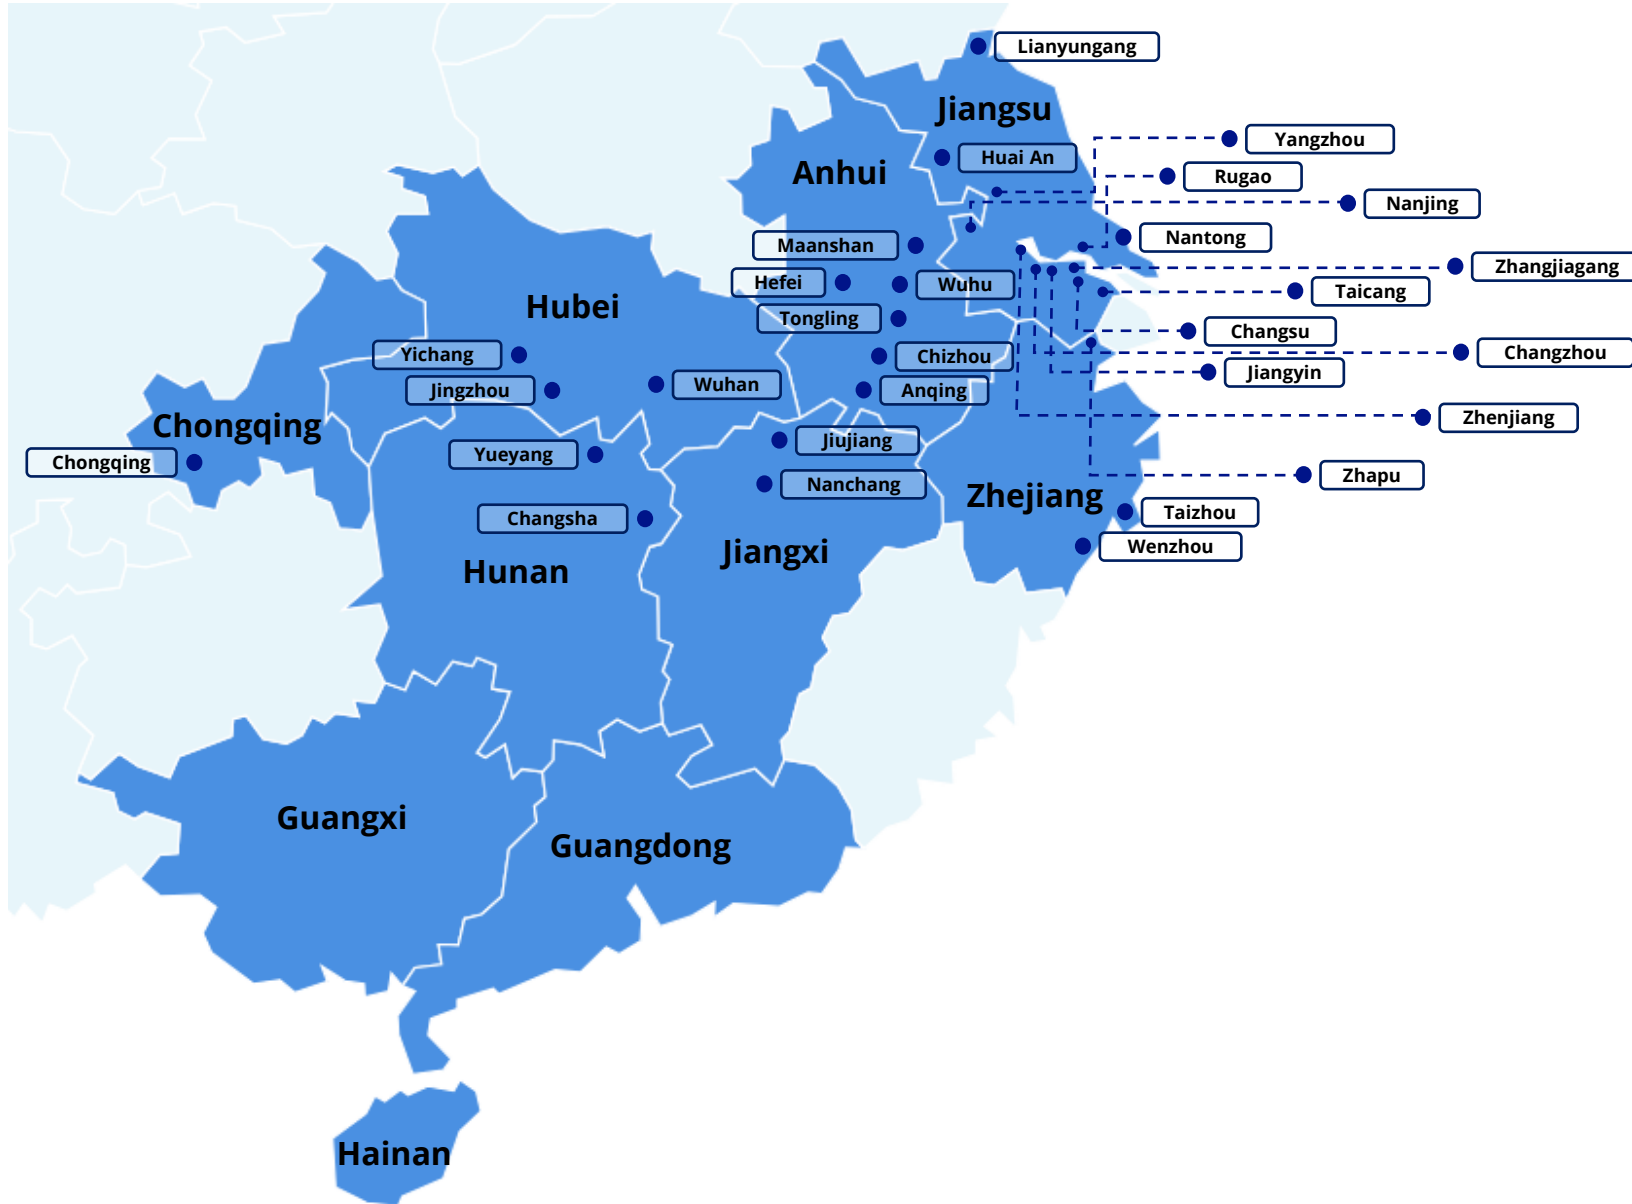 Lianyungang
Jiangsu
Yangzhou
Huai An
Anhui
Rugao
Nanjing
Nantong
Maanshan
Zhangjiagang
Hefei
Wuhu
Taicang
Hubei
Tongling
Changsu
Yichang
Chizhou
Changzhou
Jiangyin
Jingzhou
Wuhan
Anqing
Zhenjiang
Chongqing
Jiujiang
Yueyang
Chongqing
Zhapu
Nanchang
Zhejiang
Taizhou
Changsha
Wenzhou
Jiangxi
Hunan
Guangxi
Guangdong
Hainan